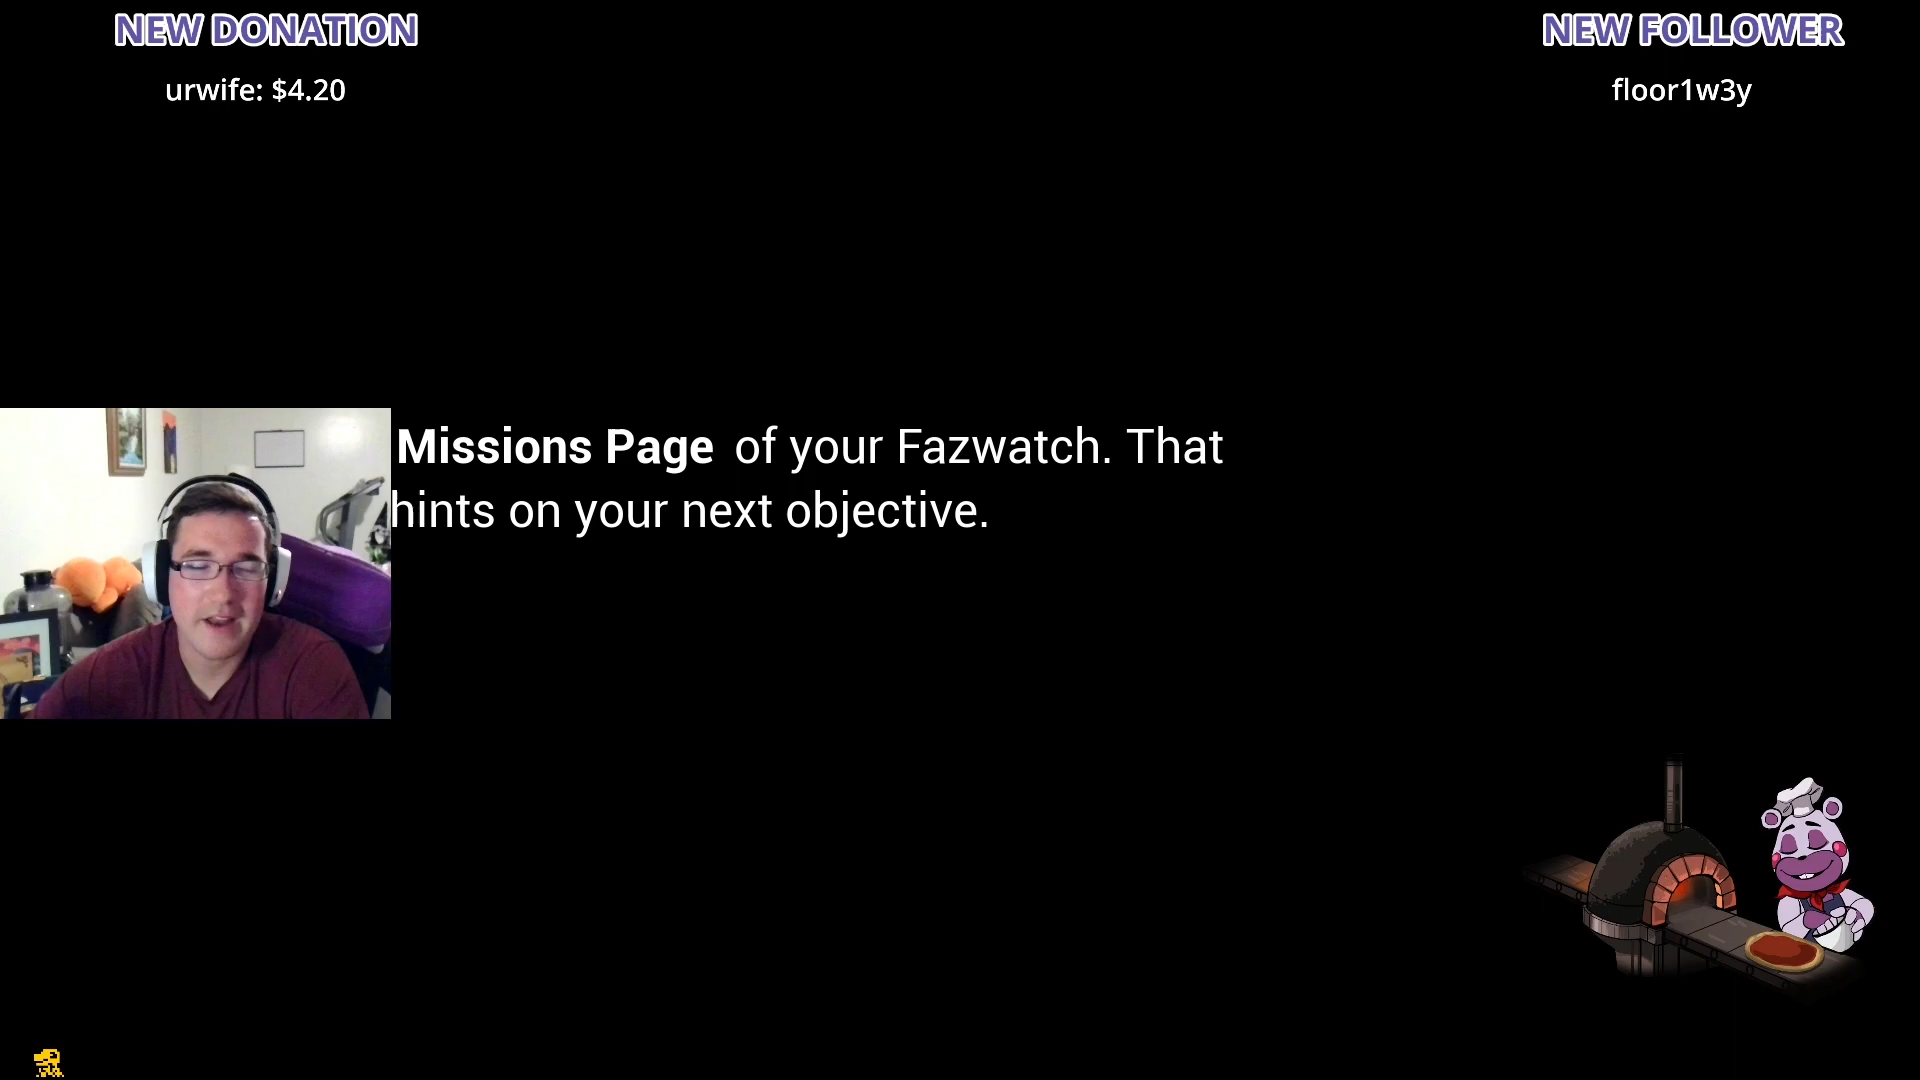 NEW DONATION
urwife: $4.20
NEW FOLLOWER
floor1w3y
Missions Page of your Fazwatch. That
hints on your next objective.